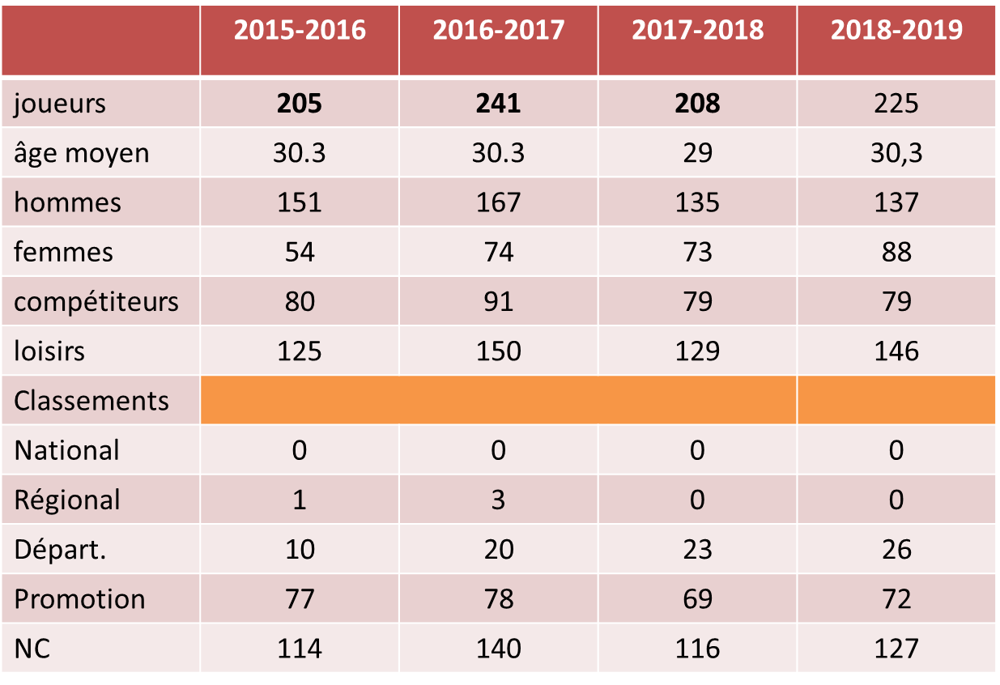 2015-2016 2016-2017 2017-2018 2018-2019
joueurs 205 241 208 225
âge moyen 30.3 30.3 29 30,3
hommes 151 167 135 137
femmes 54 74 73 88
compétiteurs 80 91 79 79
loisirs 125 150 129 146
Classements
National 0 0 0 0
Régional 1 3 0 0
Départ. 10 20 23 26
Promotion 77 78 69 72
NC 114 140 116 127